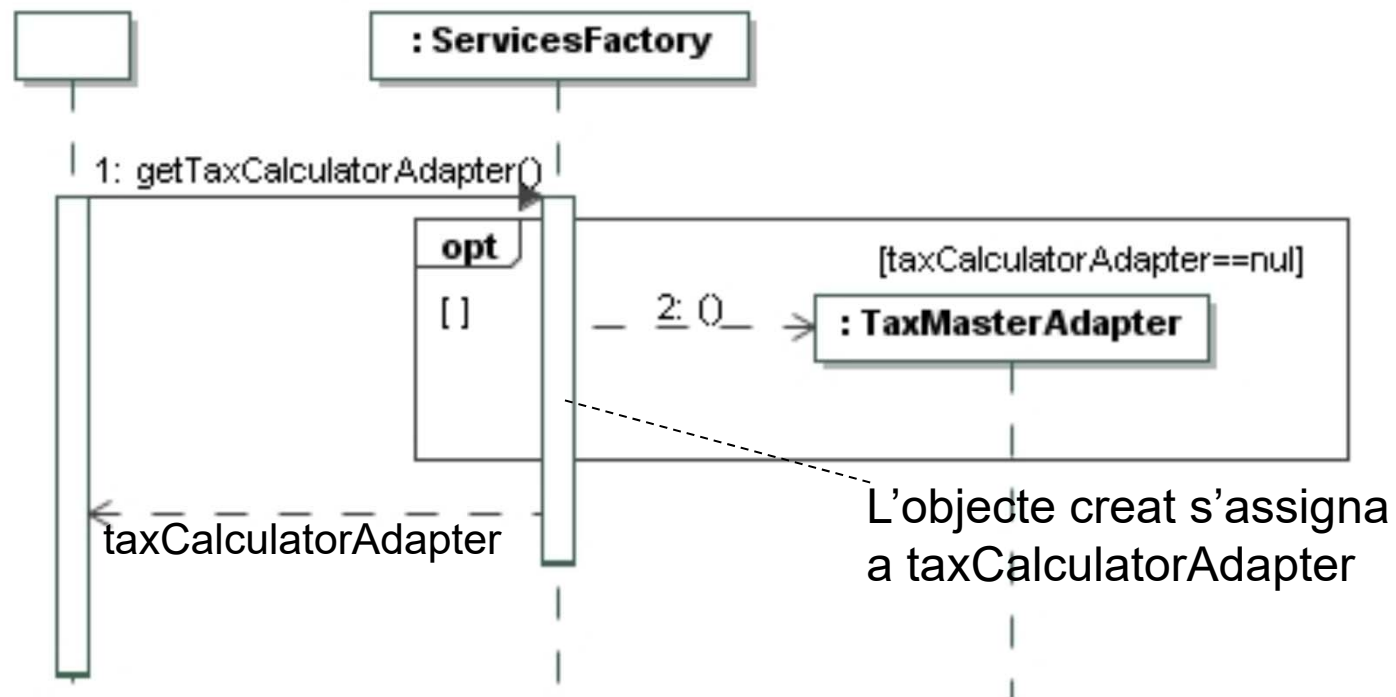 : ServicesFactory
1: getTaxCalculatorAdapter()
opt
[taxCalculatorAdapter==nul]
[ ]
2: ()
: TaxMasterAdapter
L’objecte creat s’assigna
a taxCalculatorAdapter
taxCalculatorAdapter